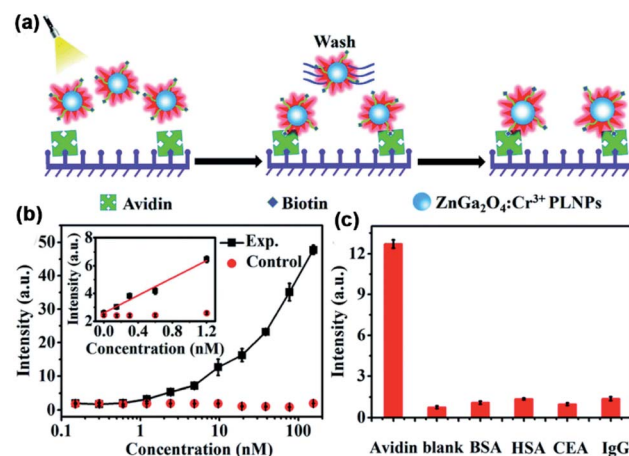 (a)
Wash
Avidin
Biotin
ZnGa₂O₄:Cr³⁺ PLNPs
(b)
50
40
30
20
10
0
Intensity (a.u.)
0.1
1
10
100
Concentration (nM)
Exp.
Control
8
6
4
2
Intensity (a.u.)
0.0
0.4
0.8
1.2
Concentration (nM)
(c)
12
9
6
3
0
Intensity (a.u.)
Avidin blank BSA HSA CEA IgG